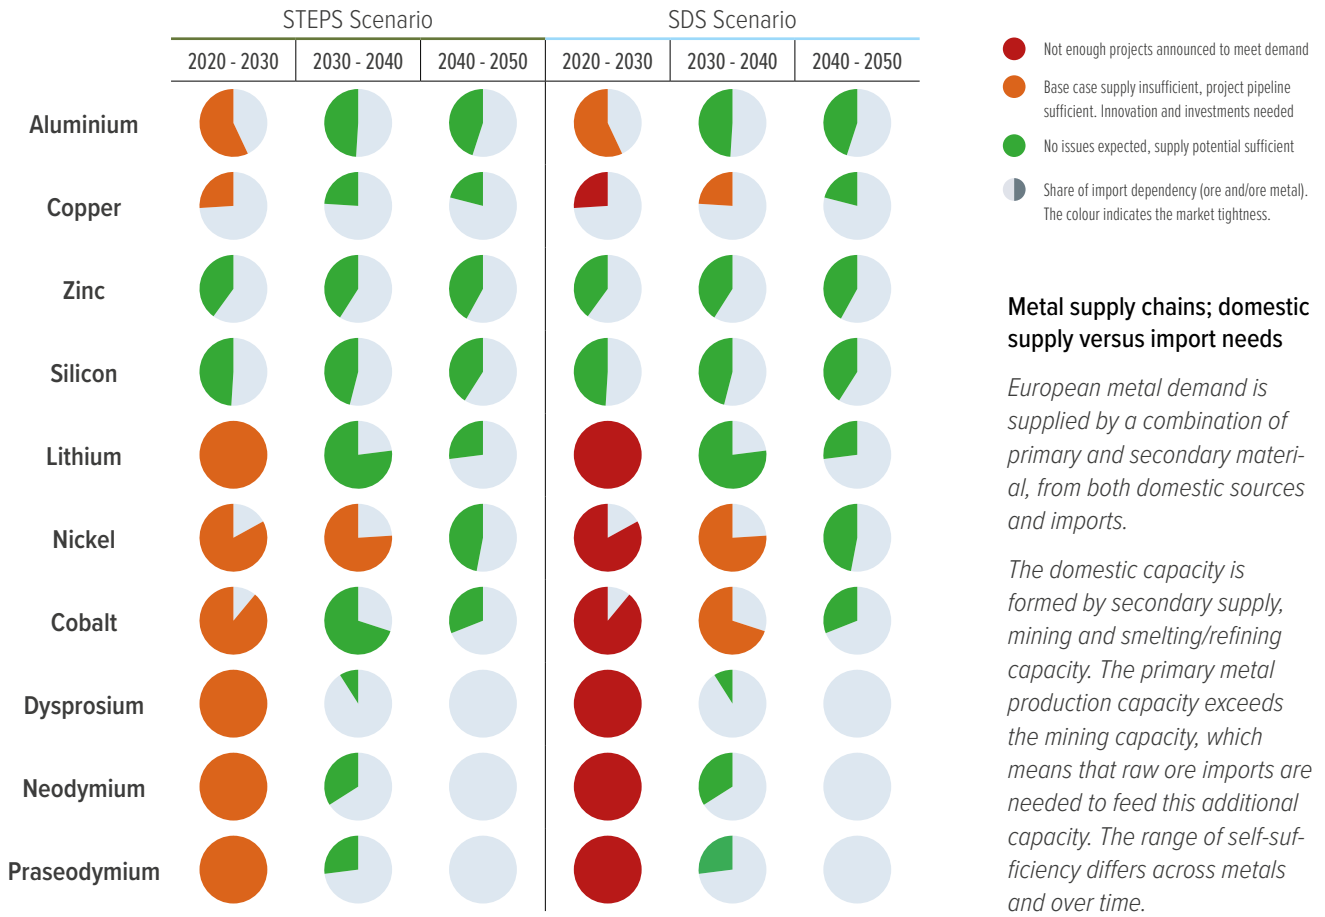 STEPS Scenario
SDS Scenario
2020 - 2030
2030 - 2040
2040 - 2050
2020 - 2030
2030 - 2040
2040 - 2050
Aluminium
Copper
Zinc
Silicon
Lithium
Nickel
Cobalt
Dysprosium
Neodymium
Praseodymium
Not enough projects announced to meet demand
Base case supply insufficient, project pipeline
sufficient. Innovation and investments needed
No issues expected, supply potential sufficient
Share of import dependency (ore and/ore metal).
The colour indicates the market tightness.
Metal supply chains; domestic
supply versus import needs
European metal demand is
supplied by a combination of
primary and secondary materi-
al, from both domestic sources
and imports.
The domestic capacity is
formed by secondary supply,
mining and smelting/refining
capacity. The primary metal
production capacity exceeds
the mining capacity, which
means that raw ore imports are
needed to feed this additional
capacity. The range of self-suf-
ficiency differs across metals
and over time.